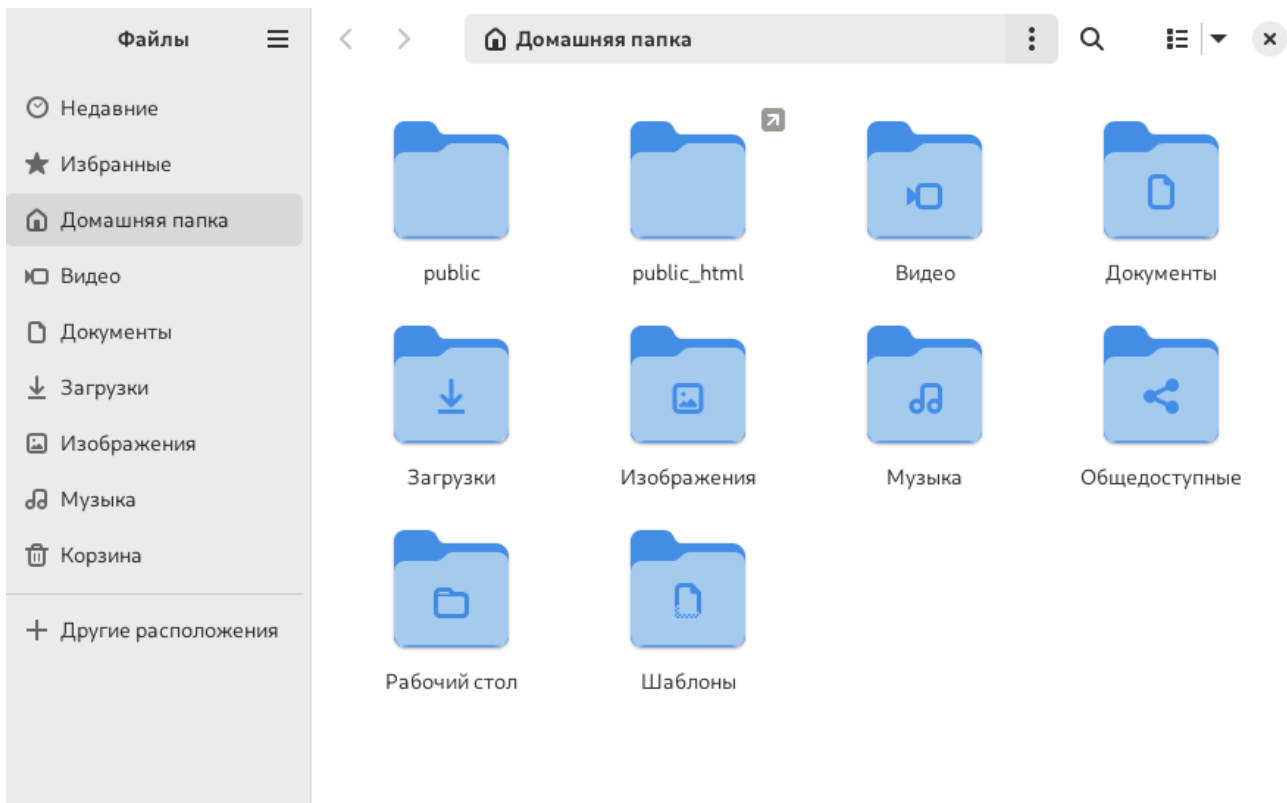 Файлы
Домашняя папка
Недавние
Избранные
Домашняя папка
Видео
Документы
Загрузки
Изображения
Музыка
Корзина
Другие расположения
public
public_html
Видео
Документы
Загрузки
Изображения
Музыка
Общедоступные
Рабочий стол
Шаблоны